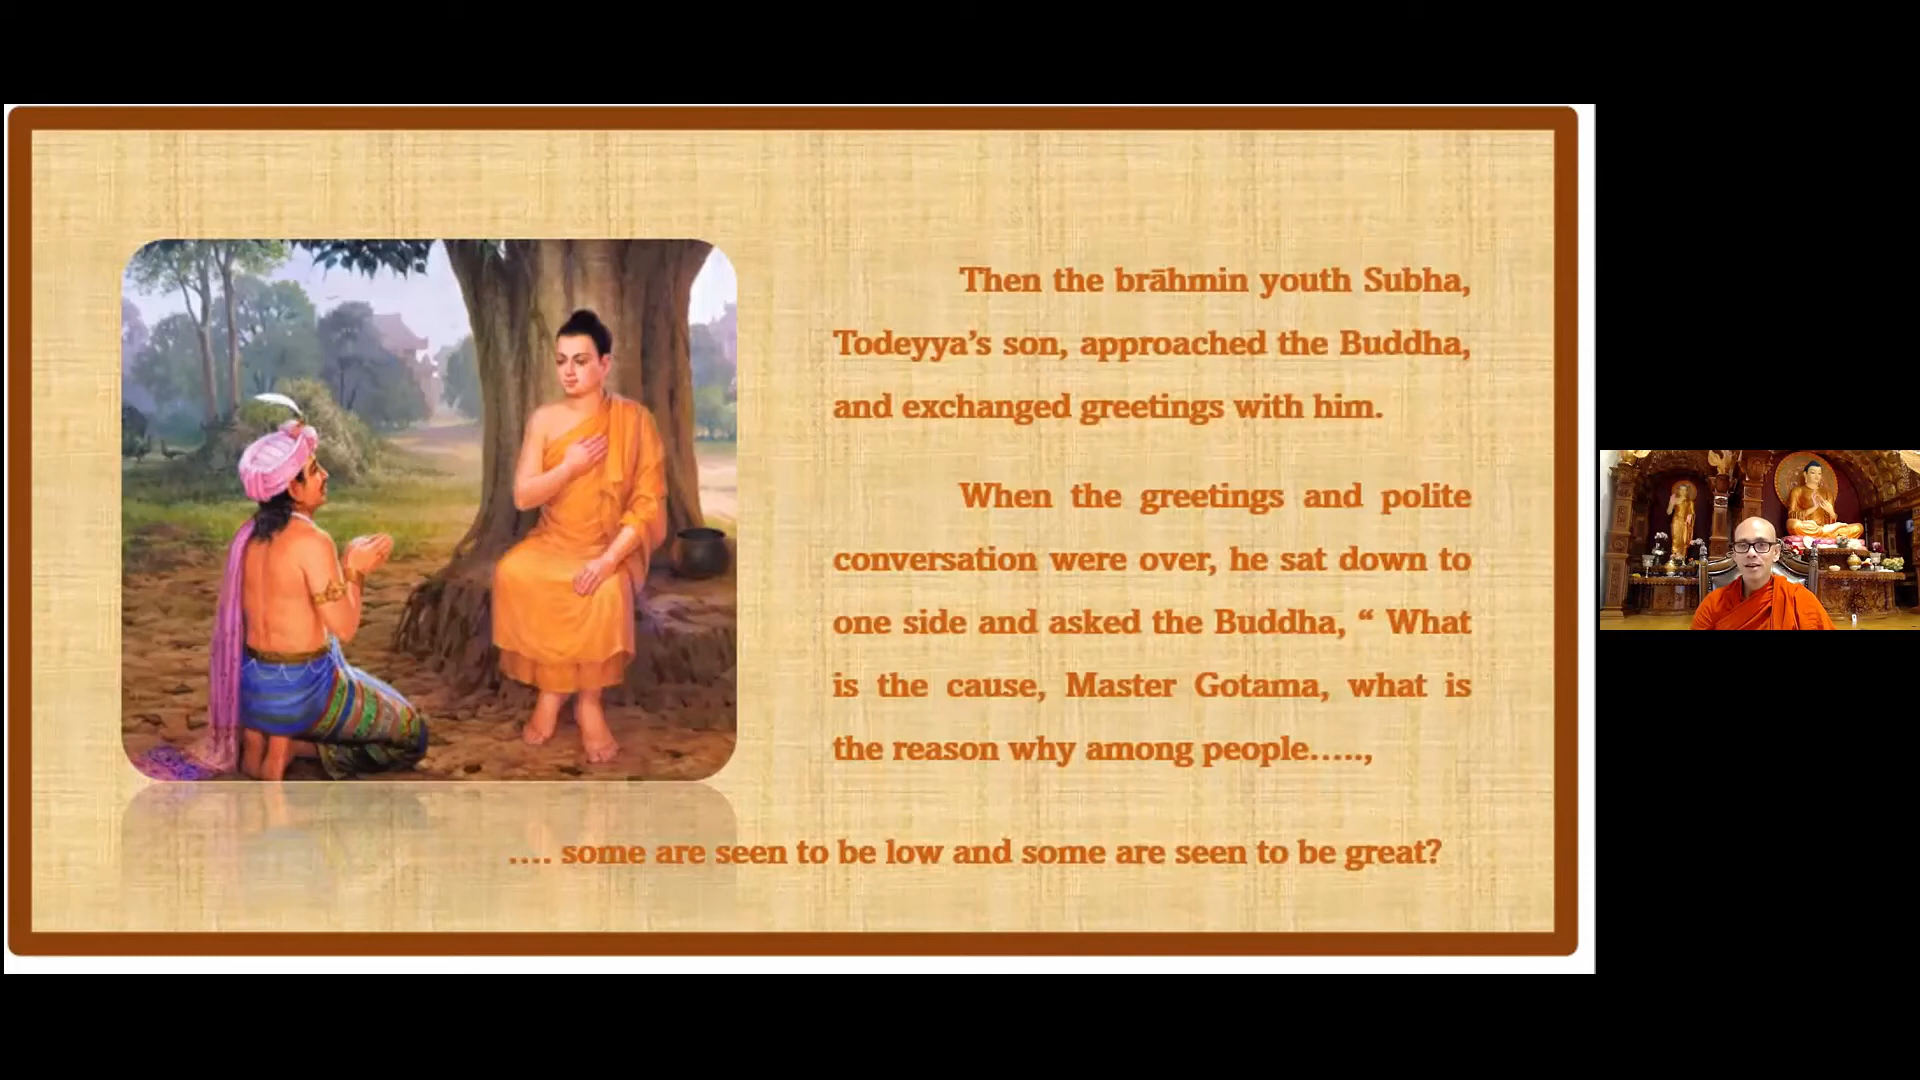 Then the brāhmin youth Subha,
Todeyya’s son, approached the Buddha,
and exchanged greetings with him.
When the greetings and polite
conversation were over, he sat down to
one side and asked the Buddha, “ What
is the cause, Master Gotama, what is
the reason why among people.....,
.... some are seen to be low and some are seen to be great?